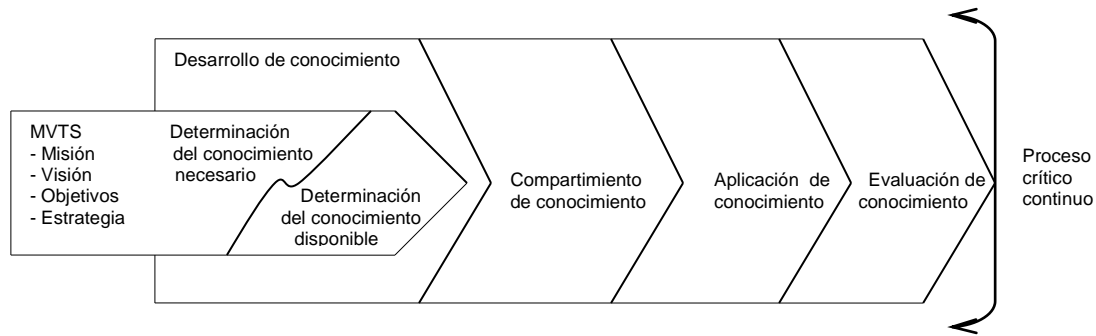 Desarrollo de conocimiento
MVTS
- Misión
- Visión
- Objetivos
- Estrategia
Determinación
del conocimiento
necesario
Determinación
del conocimiento
disponible
Compartimiento
de conocimiento
Aplicación de
conocimiento
Evaluación de
conocimiento
Proceso
crítico
continuo